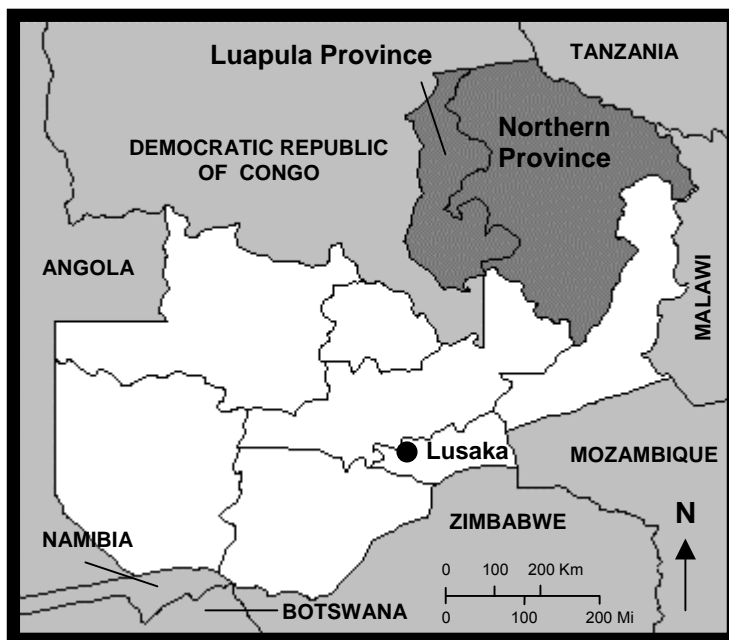 TANZANIA
Luapula Province
Northern
Province
DEMOCRATIC REPUBLIC
OF CONGO
ANGOLA
MALAWI
Lusaka
MOZAMBIQUE
ZIMBABWE
N
NAMIBIA
BOTSWANA
0 100 200 Km
0 100 200 Mi